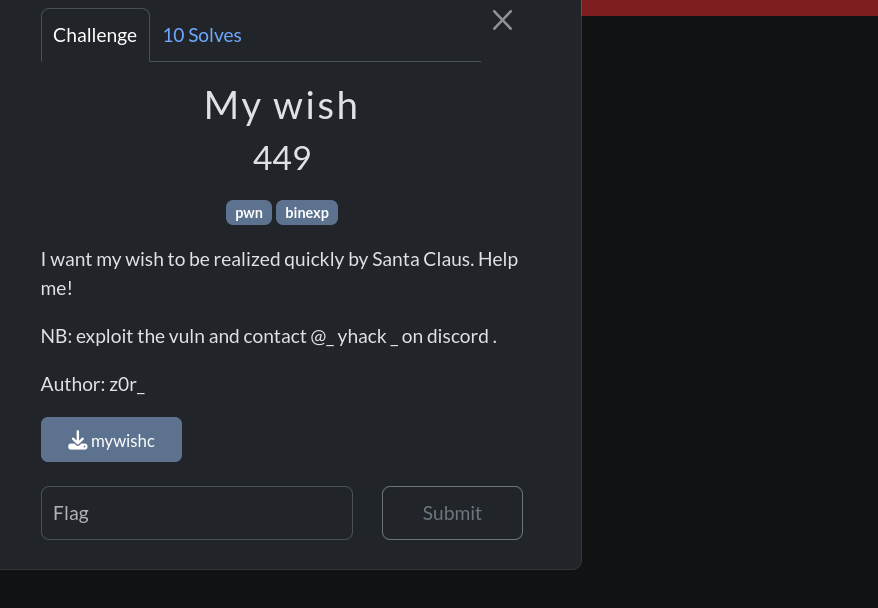 Challenge
10 Solves
My wish
449
pwn
binexp
I want my wish to be realized quickly by Santa Claus. Help
me!
NB: exploit the vuln and contact @_ yhack _ on discord .
Author: z0r_
mywishc
Flag
Submit